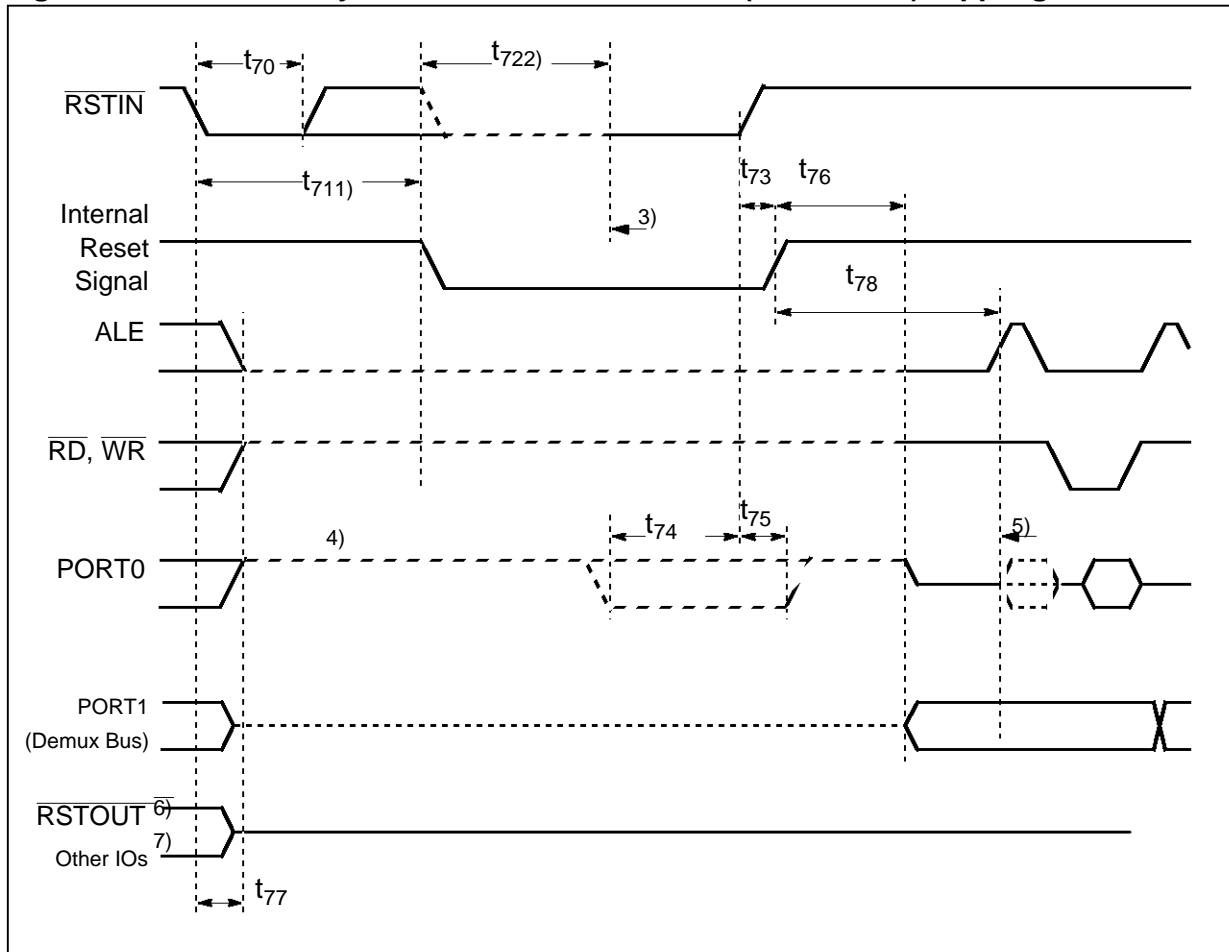 t70
t722)
RSTIN
t711)
t73
t76
Internal
Reset
Signal
3)
t78
ALE
RD, WR
t74
t75
4)
5)
PORT0
PORT1
(Demux Bus)
RSTOUT 6)
7)
Other IOs
t77